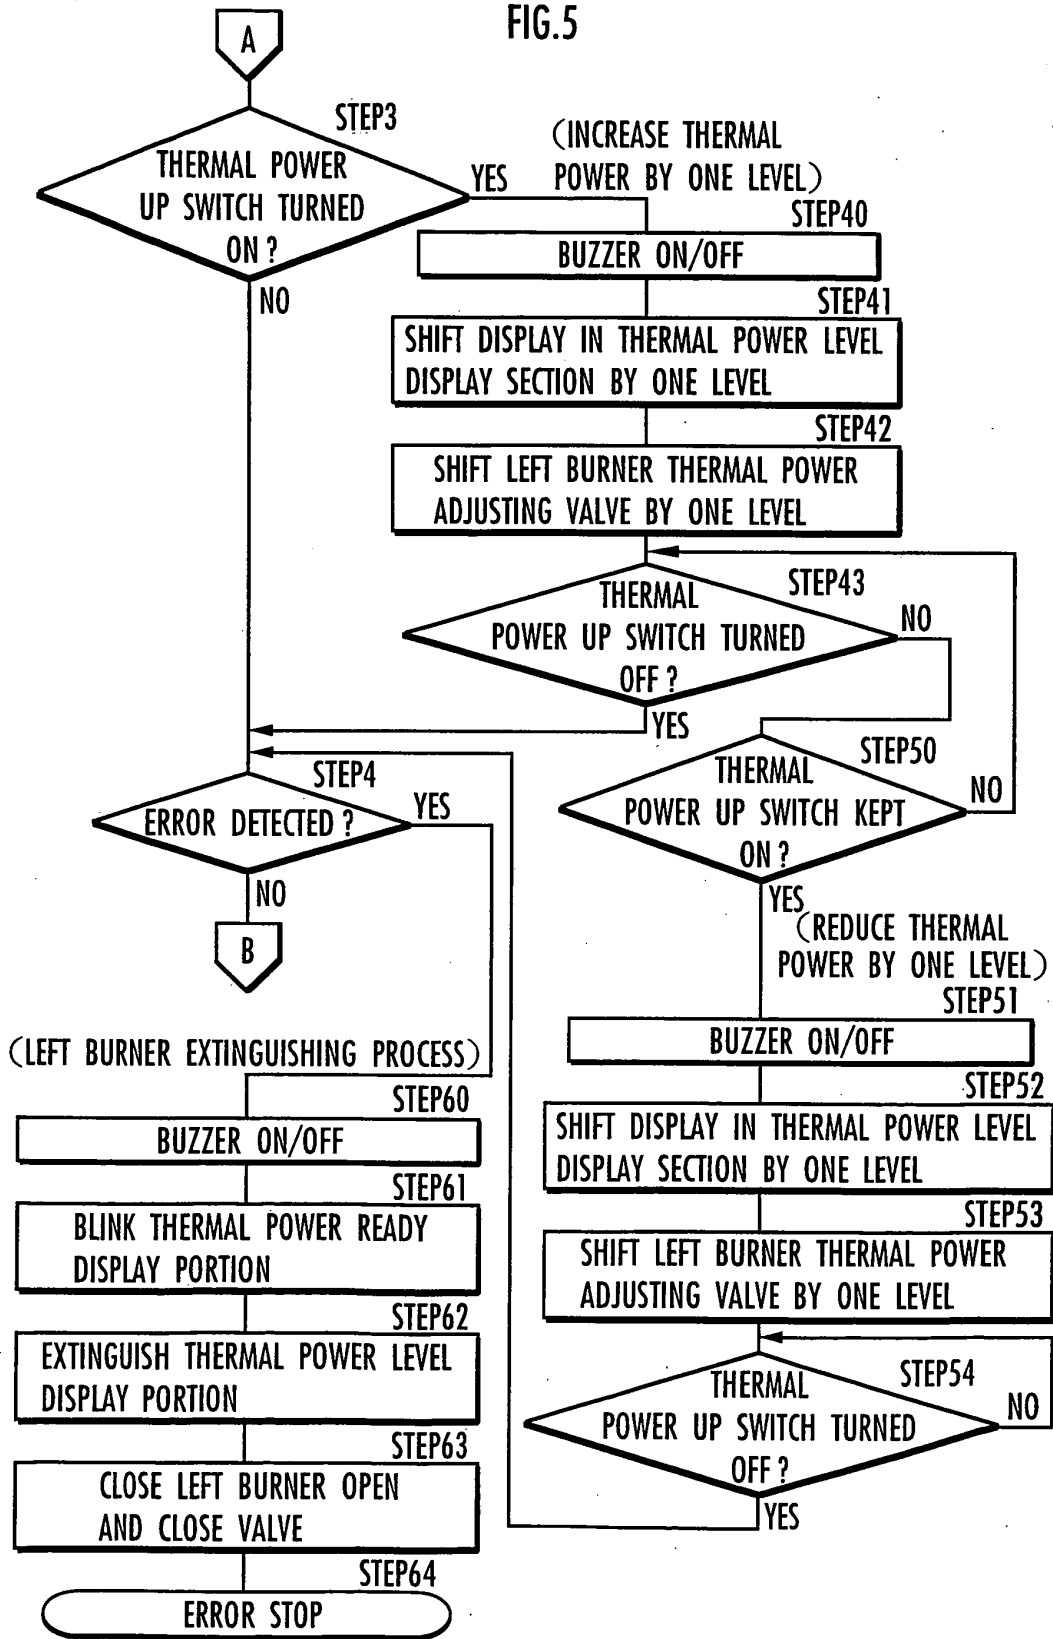 FIG.5
A
STEP3
THERMAL POWER
UP SWITCH TURNED
ON ?
YES
NO
(INCREASE THERMAL
POWER BY ONE LEVEL)
STEP40
BUZZER ON/OFF
STEP41
SHIFT DISPLAY IN THERMAL POWER LEVEL
DISPLAY SECTION BY ONE LEVEL
STEP42
SHIFT LEFT BURNER THERMAL POWER
ADJUSTING VALVE BY ONE LEVEL
STEP43
THERMAL
POWER UP SWITCH TURNED
OFF ?
NO
YES
STEP50
THERMAL
POWER UP SWITCH KEPT
ON ?
NO
YES
STEP4
ERROR DETECTED ?
YES
NO
B
(REDUCE THERMAL
POWER BY ONE LEVEL)
STEP51
BUZZER ON/OFF
STEP52
SHIFT DISPLAY IN THERMAL POWER LEVEL
DISPLAY SECTION BY ONE LEVEL
STEP53
SHIFT LEFT BURNER THERMAL POWER
ADJUSTING VALVE BY ONE LEVEL
STEP54
THERMAL
POWER UP SWITCH TURNED
OFF ?
NO
YES
(LEFT BURNER EXTINGUISHING PROCESS)
STEP60
BUZZER ON/OFF
STEP61
BLINK THERMAL POWER READY
DISPLAY PORTION
STEP62
EXTINGUISH THERMAL POWER LEVEL
DISPLAY PORTION
STEP63
CLOSE LEFT BURNER OPEN
AND CLOSE VALVE
STEP64
ERROR STOP